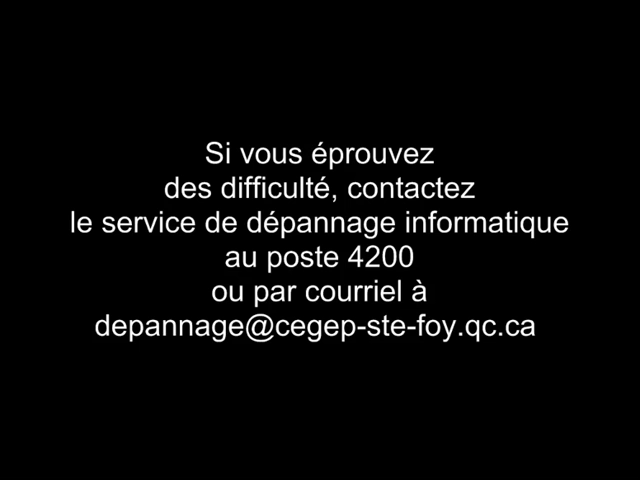 Si vous éprouvez
des difficulté, contactez
le service de dépannage informatique
au poste 4200
ou par courriel à
depannage@cegep-ste-foy.qc.ca